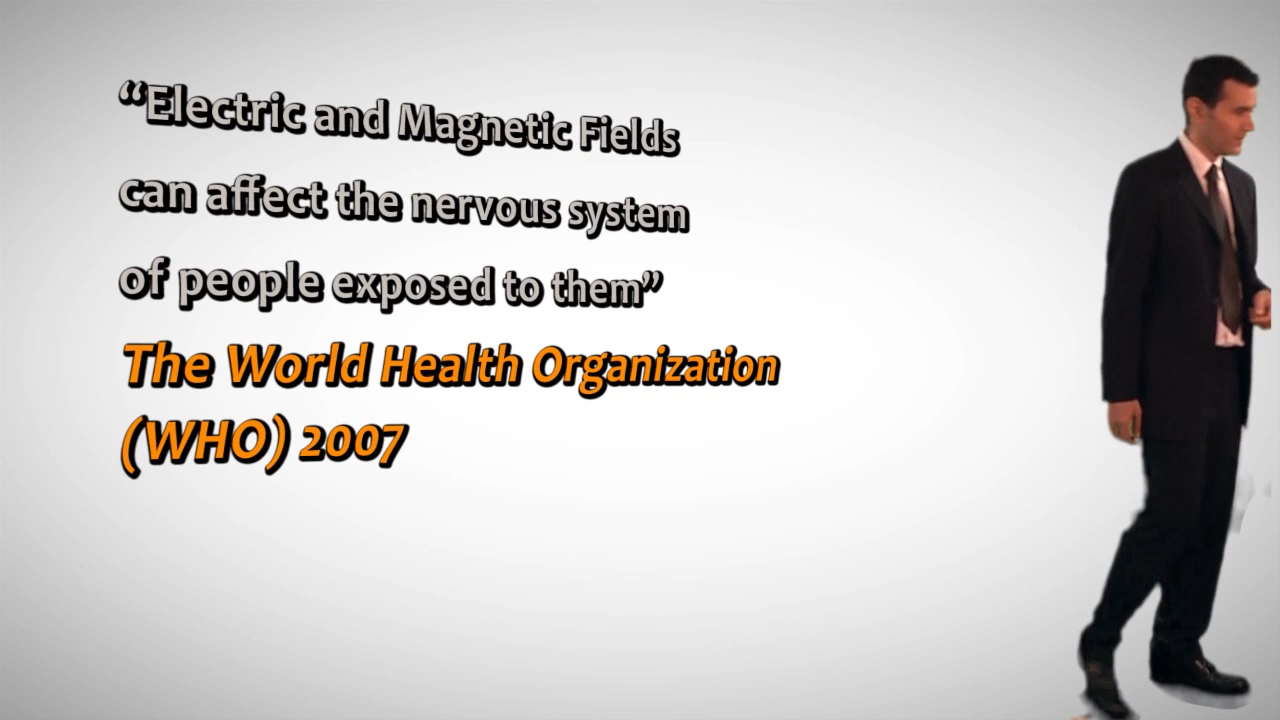 “Electric and Magnetic Fields
can affect the nervous system
of people exposed to them”
The World Health Organization
(WHO) 2007